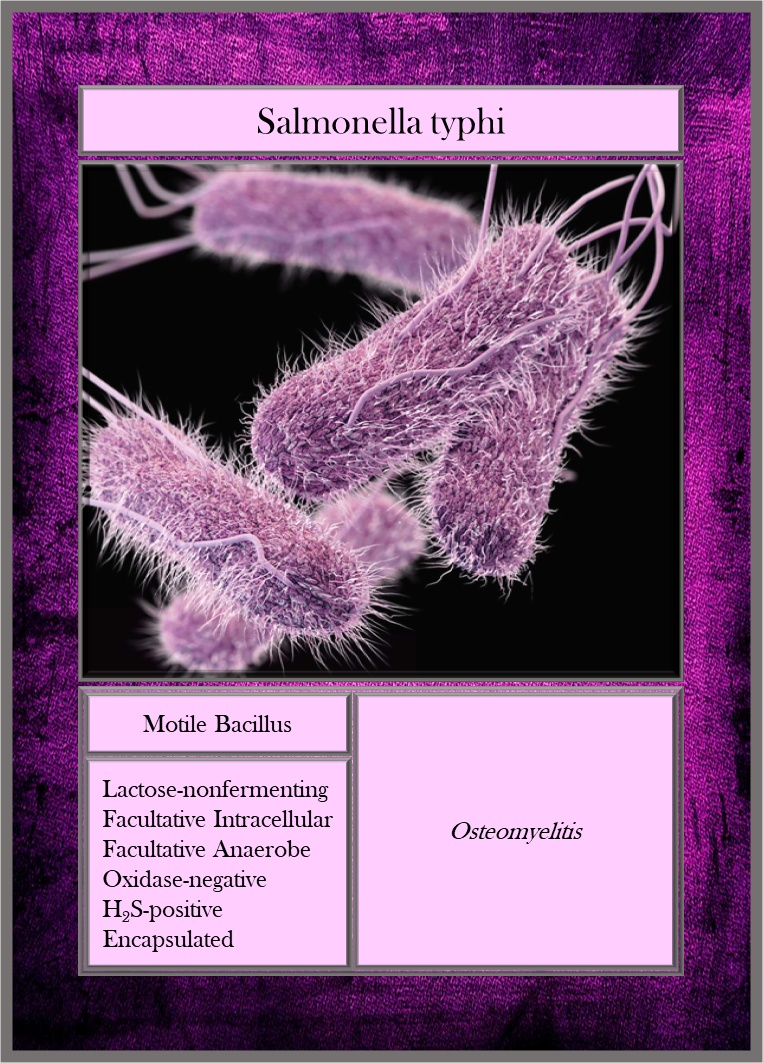 Salmonella typhi
Motile Bacillus
Lactose-nonfermenting
Facultative Intracellular
Facultative Anaerobe
Oxidase-negative
H₂S-positive
Encapsulated
Osteomyelitis